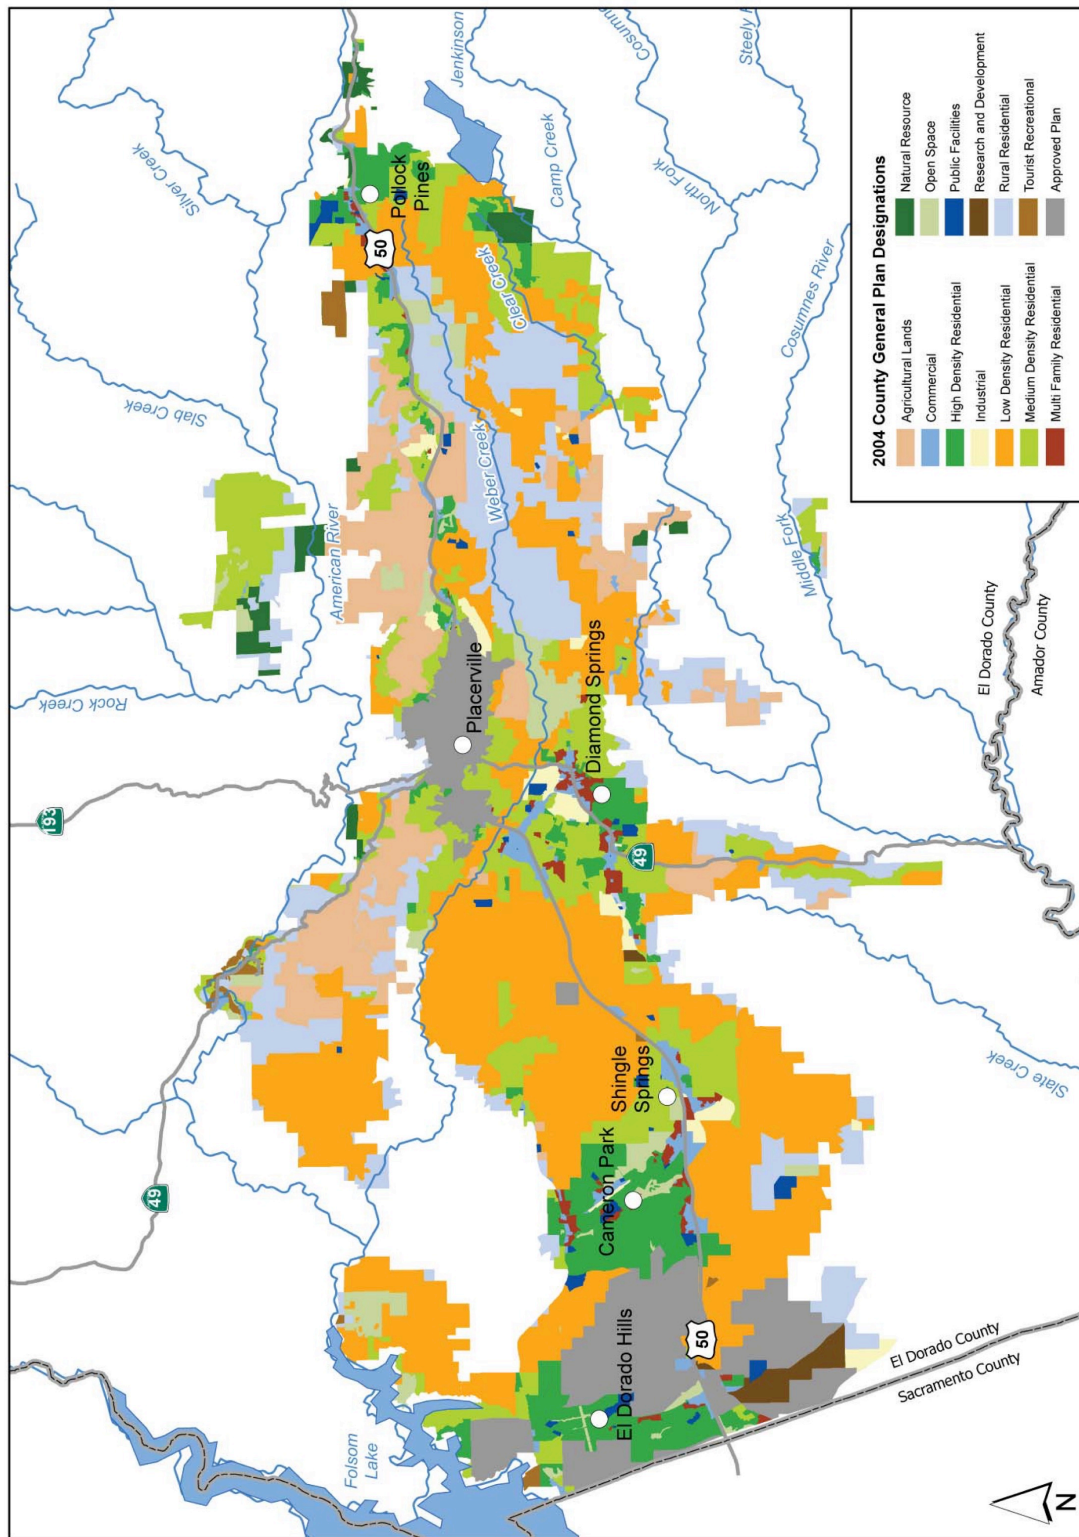 2004 County General Plan Designations
Agricultural Lands
Commercial
High Density Residential
Industrial
Low Density Residential
Medium Density Residential
Multi Family Residential
Natural Resource
Open Space
Public Facilities
Research and Development
Rural Residential
Tourist Recreational
Approved Plan
Folsom
Lake
El Dorado Hills
Cameron Park
Shingle
Springs
Diamond Springs
Placerville
Pollock
Pines
50
50
49
49
193
Rock Creek
American River
Slab Creek
Silver Creek
Weber Creek
Clear Creek
Camp Creek
North Fork
Jenkinson
Cosumnes River
Middle Fork
Slate Creek
El Dorado County
Amador County
El Dorado County
Sacramento County
N